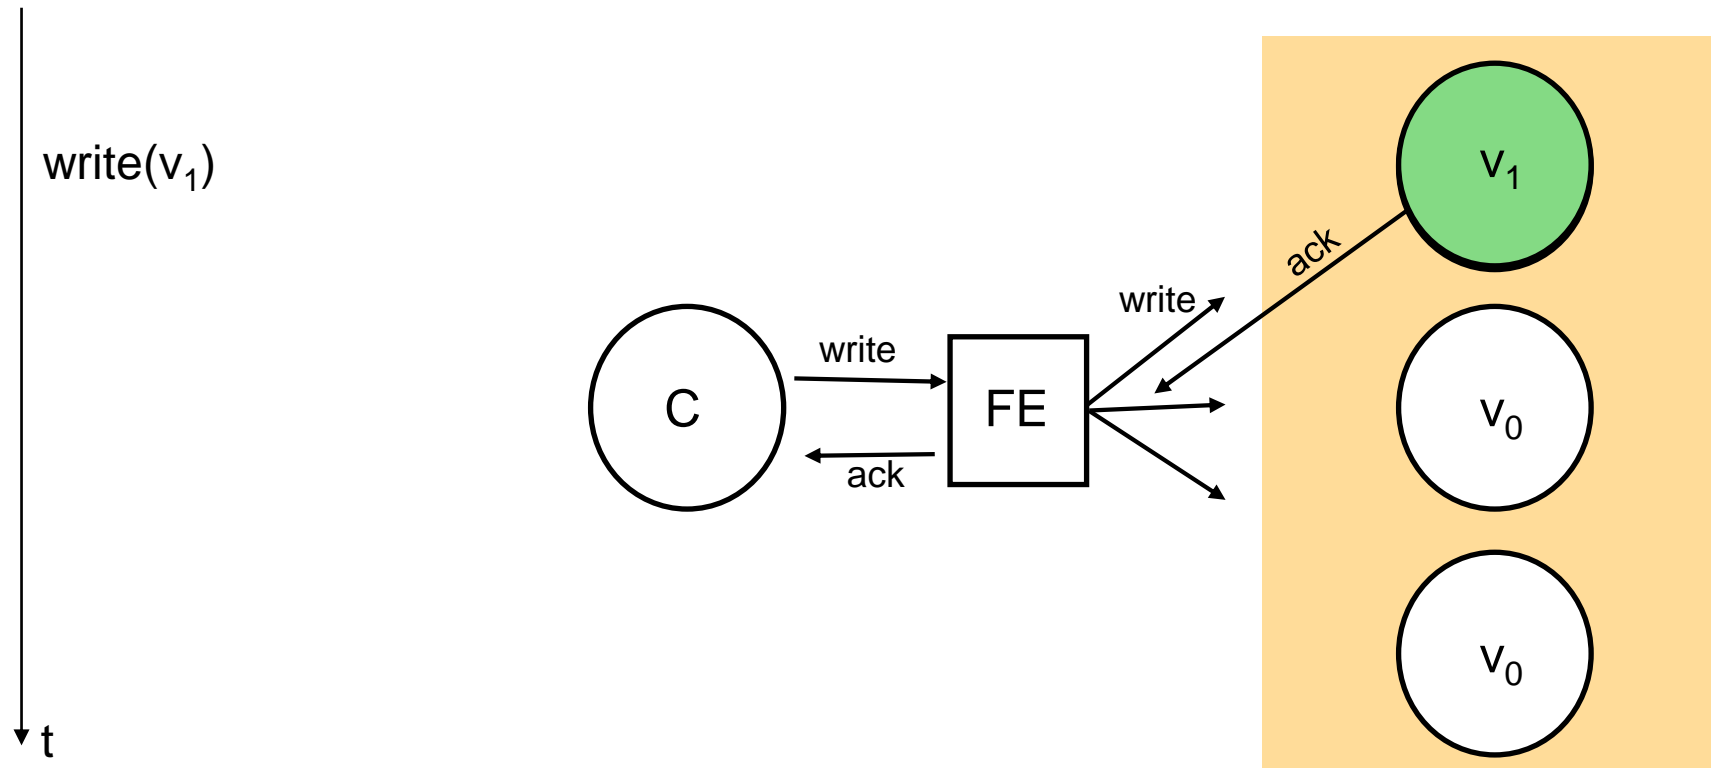 write(v₁)
v₁
ack
write
write
C
FE
v₀
ack
v₀
t